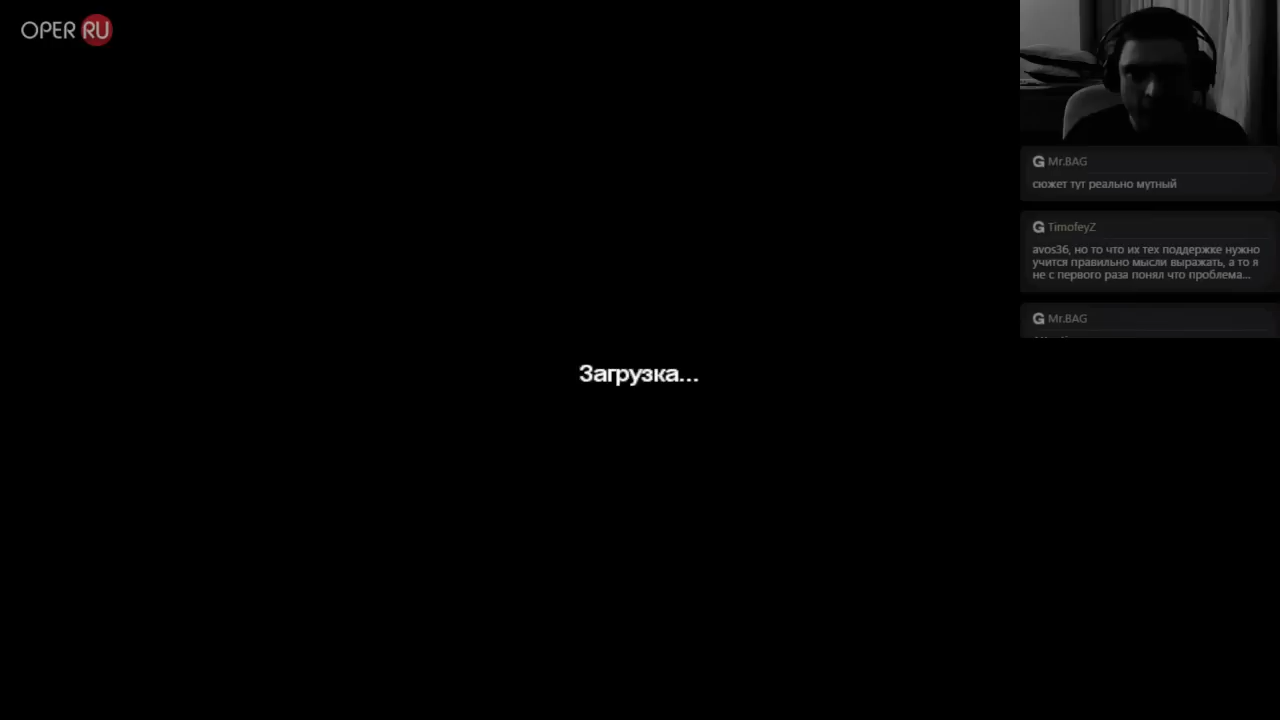 OPER RU
Mr.BAG
сюжет тут реально мутный
TimofeyZ
avos36, но то что их тех поддержке нужно
учится правильно мысли выражать, а то я
не с первого раза понял что проблема...
Mr.BAG
Загрузка...